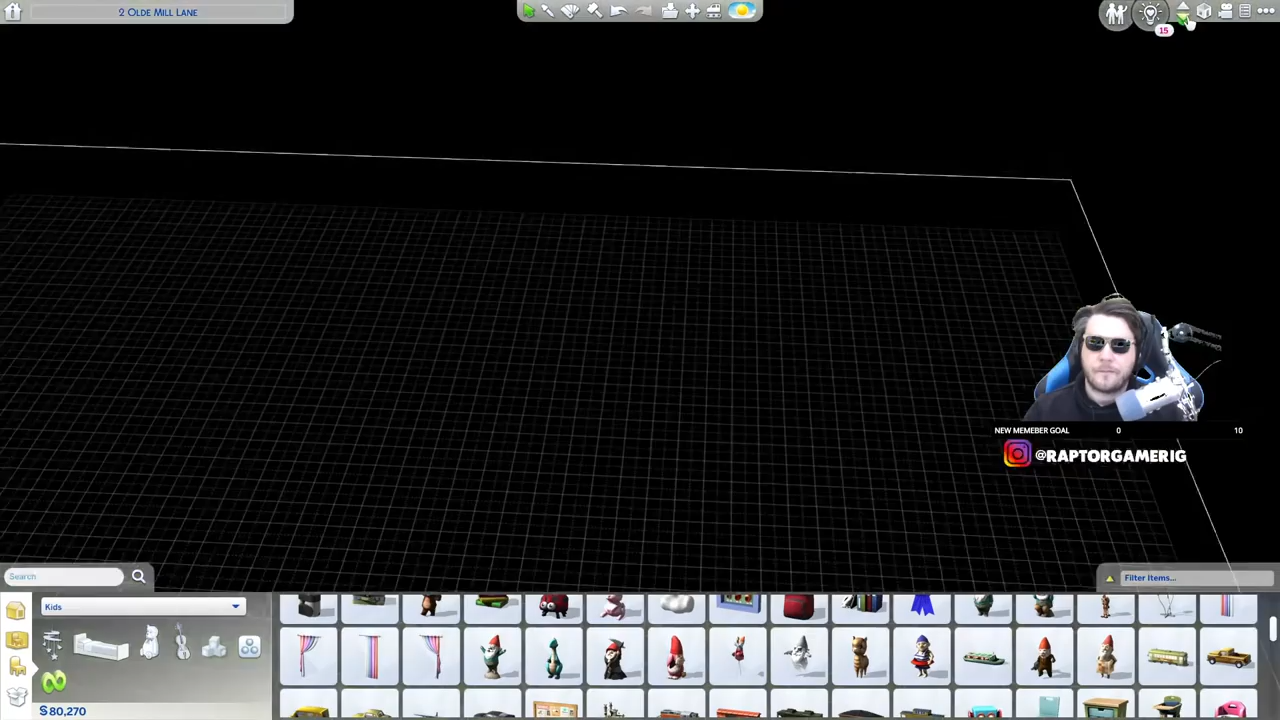 2 Olde Mill Lane
15
NEW MEMEBER GOAL 0 10
@RAPTORGAMERIG
Search
Filter Items...
Kids
§80,270